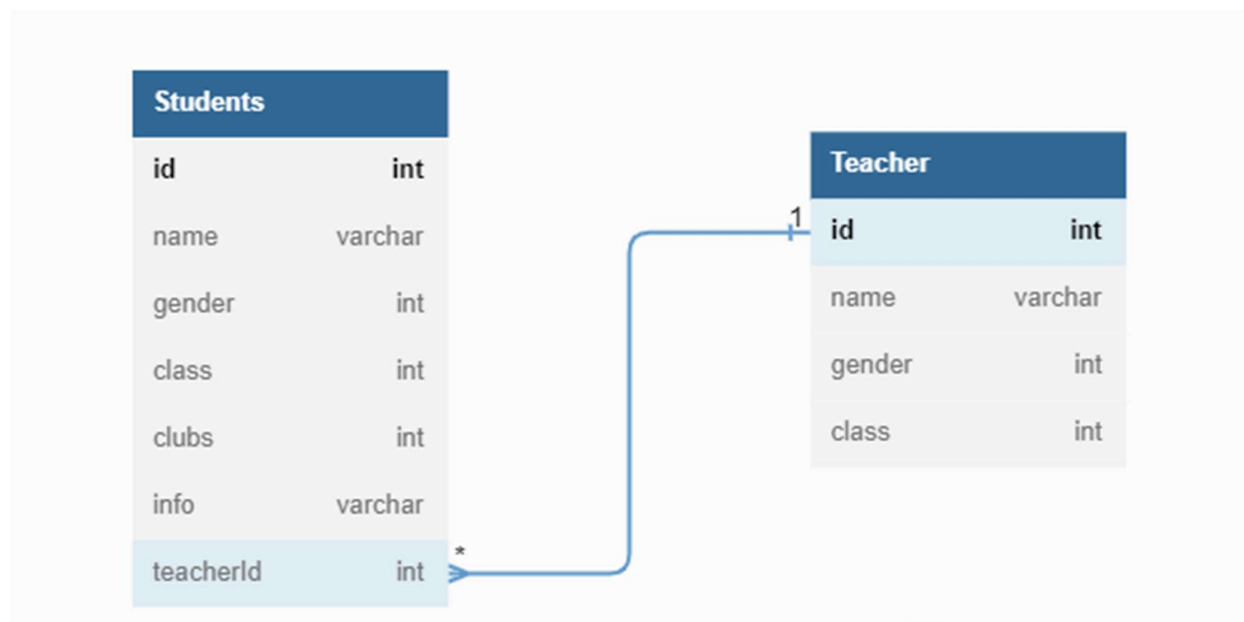 Students
id int
name varchar
gender int
class int
clubs int
info varchar
teacherId int
*
1
Teacher
id int
name varchar
gender int
class int